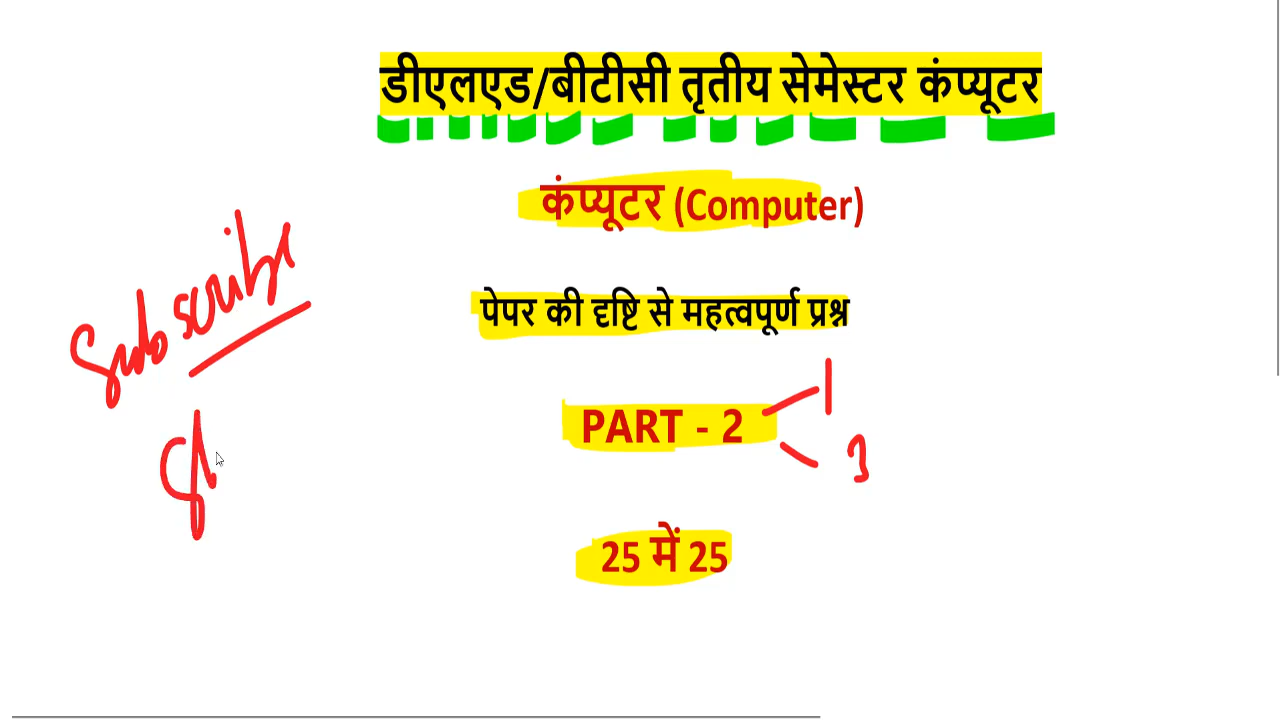 डीएलएड/बीटीसी तृतीय सेमेस्टर कंप्यूटर
कंप्यूटर (Computer)
Subscribe
पेपर की दृष्टि से महत्वपूर्ण प्रश्न
1
PART - 2
3
25 में 25